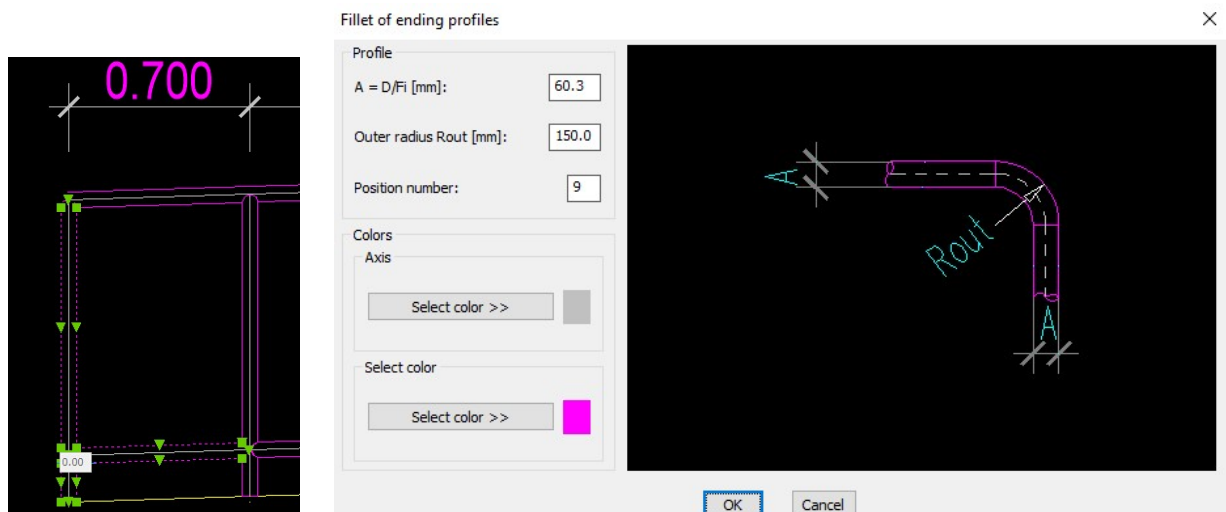 0.700
0.00
Fillet of ending profiles
Profile
A = D/Fi [mm]: 60.3
Outer radius Rout [mm]: 150.0
Position number: 9
Colors
Axis
Select color >>
Select color
Select color >>
A
Rout
A
OK Cancel